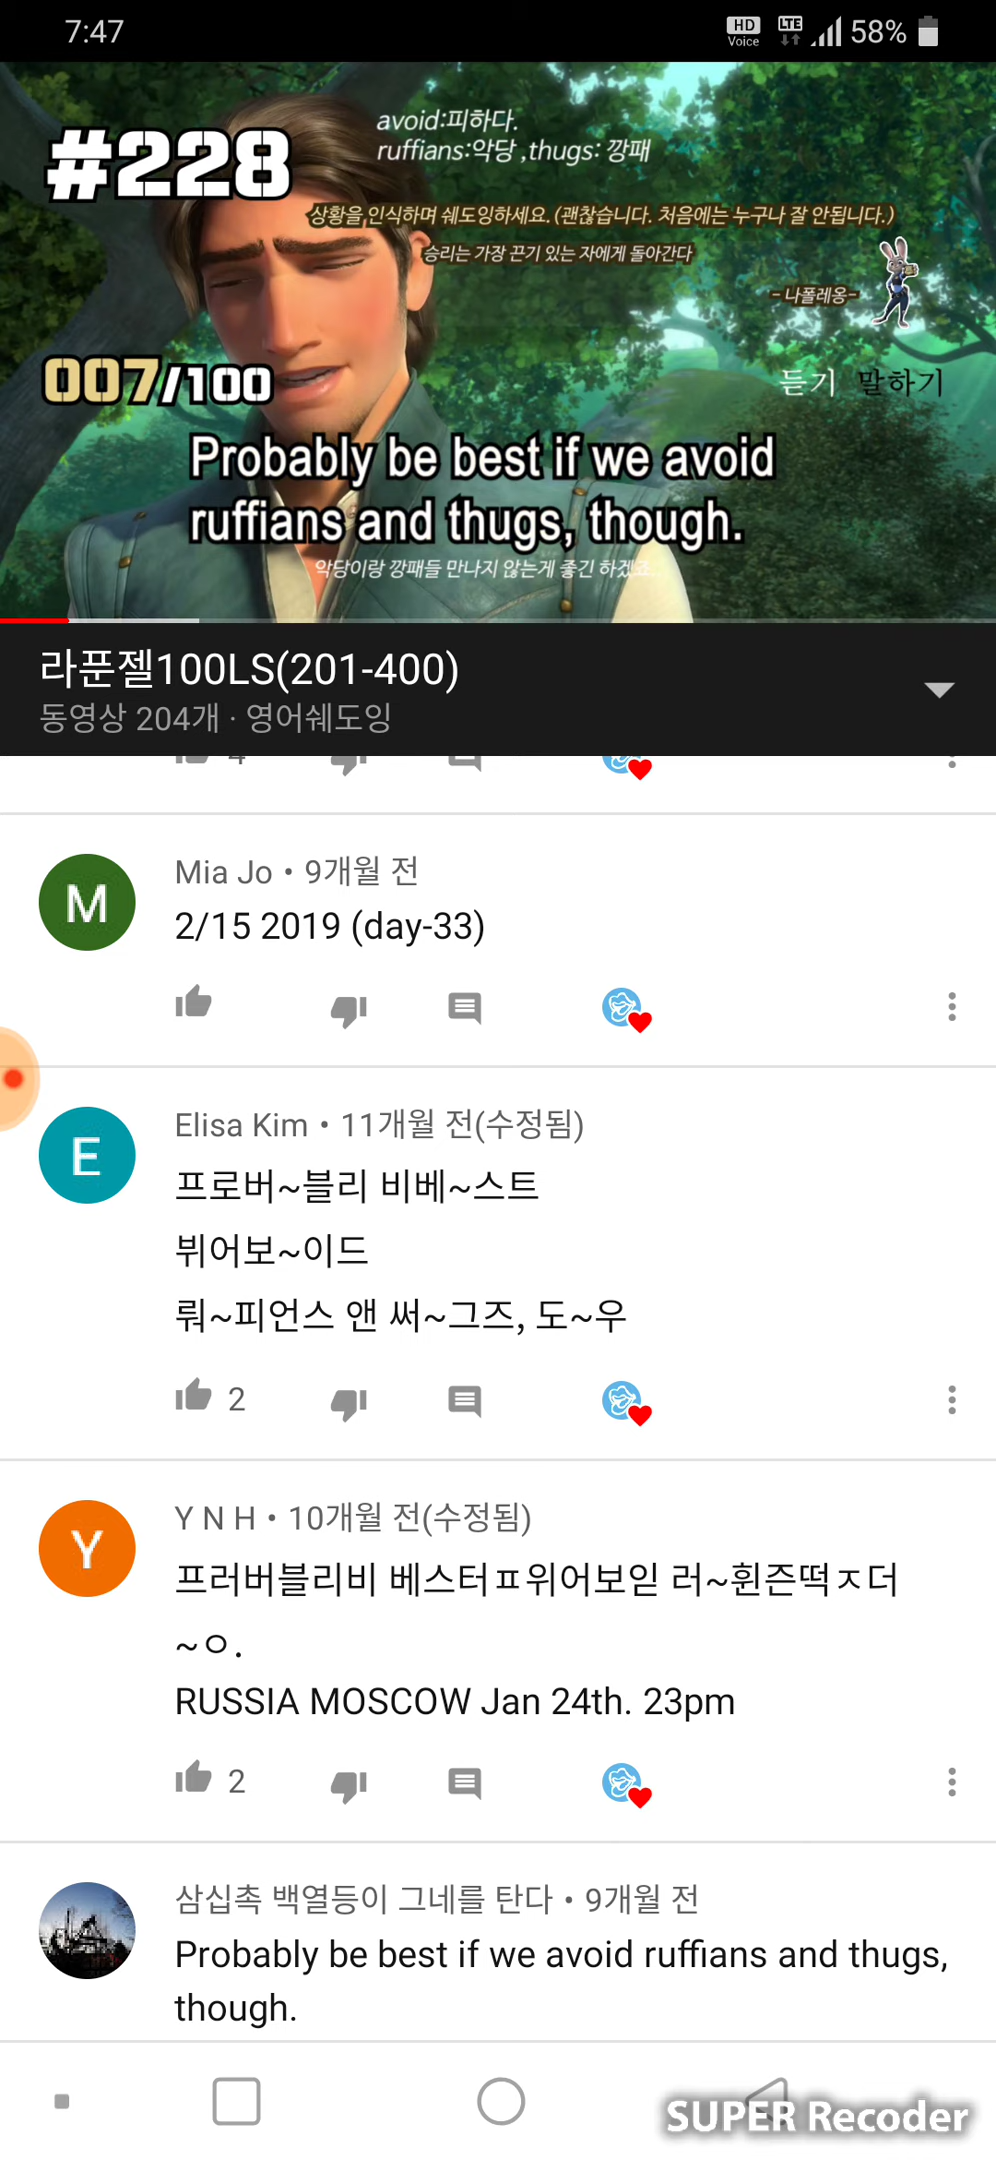 7:47
HD Voice LTE 58%
#228
avoid:피하다.
ruffians:악당 ,thugs: 깡패
상황을 인식하며 쉐도잉하세요.(괜찮습니다. 처음에는 누구나 잘 안됩니다.)
승리는 가장 끈기 있는 자에게 돌아간다
-나폴레옹-
007/100
듣기 말하기
Probably be best if we avoid
ruffians and thugs, though.
악당이랑 깡패들 만나지 않는게 좋긴 하겠죠.
라푼젤100LS(201-400)
동영상 204개 · 영어쉐도잉
4
M
Mia Jo • 9개월 전
2/15 2019 (day-33)
E
Elisa Kim • 11개월 전(수정됨)
프로버~블리 비베~스트
뷔어보~이드
뤄~피언스 앤 써~그즈, 도~우
2
Y
Y N H • 10개월 전(수정됨)
프러버블리비 베스터ㅍ위어보읻 러~휜즌떡ㅈ더
~ㅇ.
RUSSIA MOSCOW Jan 24th. 23pm
2
삼십촉 백열등이 그네를 탄다 • 9개월 전
Probably be best if we avoid ruffians and thugs,
though.
SUPER Recoder